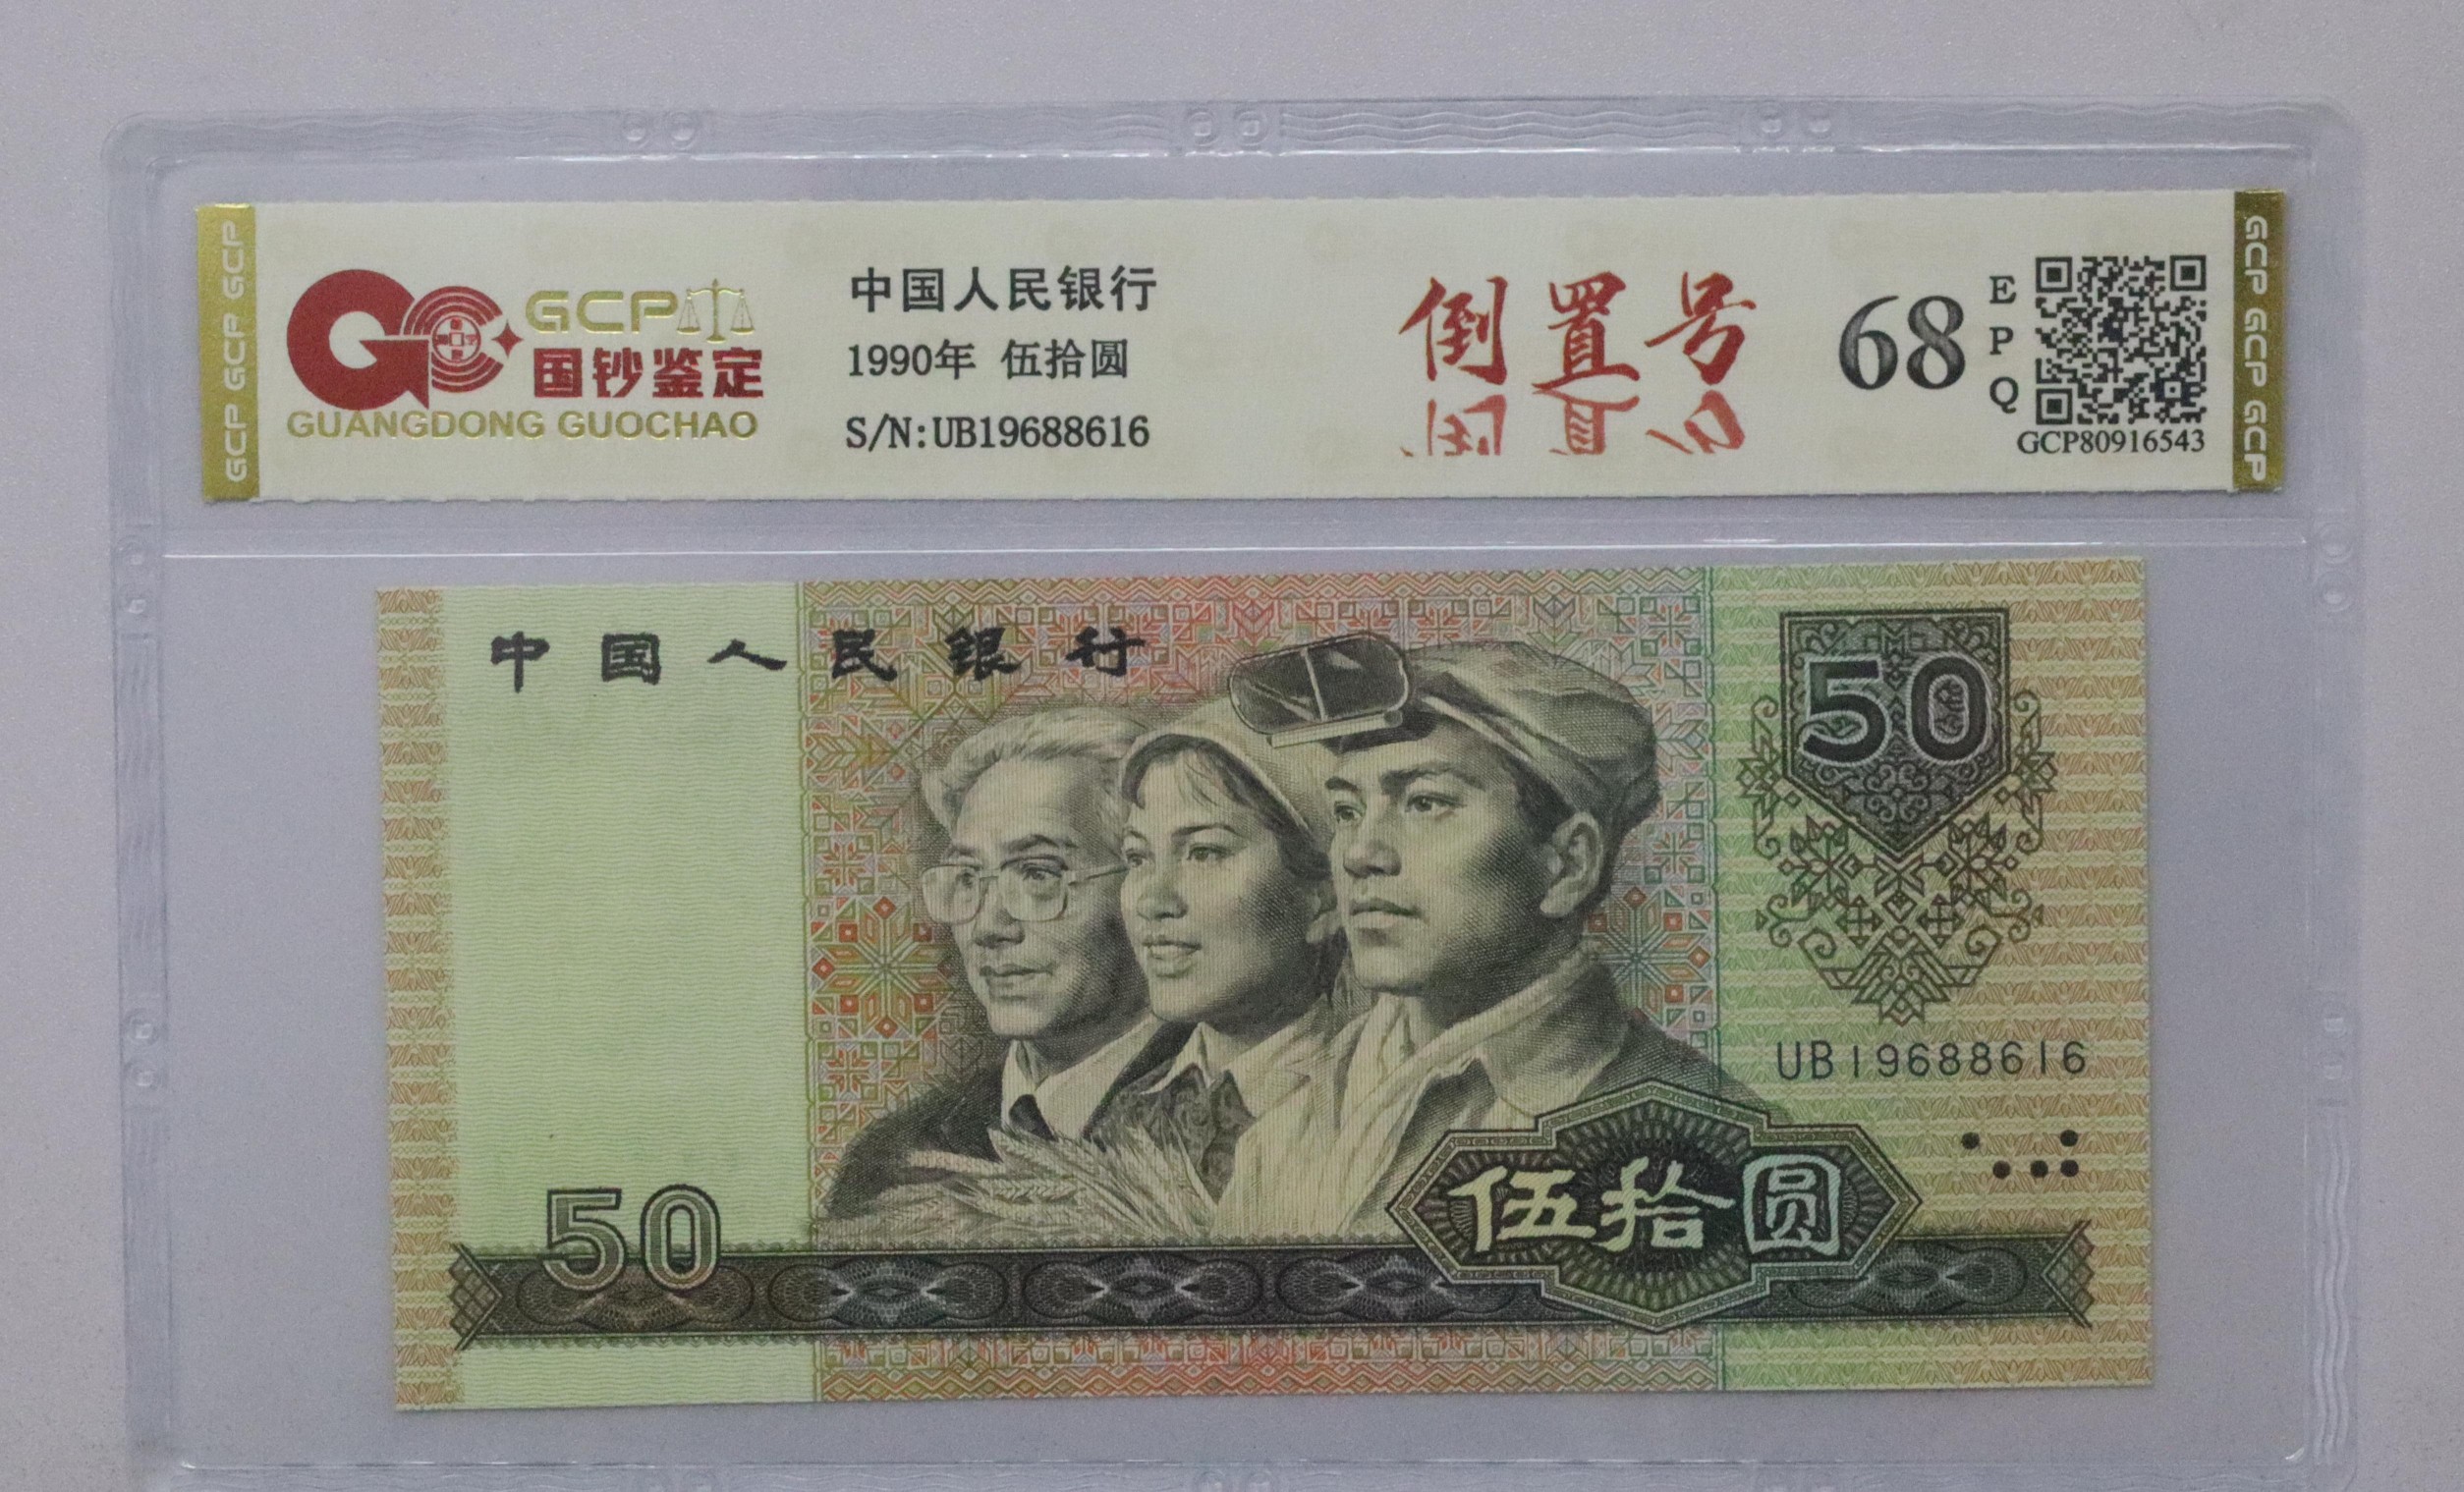 GCP GCP GCP
GCP
国钞鉴定
GUANGDONG GUOCHAO
中国人民银行
1990年 伍拾圆
S/N:UB19688616
倒置号
68
E
P
Q
GCP80916543
GCP GCP GCP
中国人民银行
50
UB19688616
50
伍拾圆